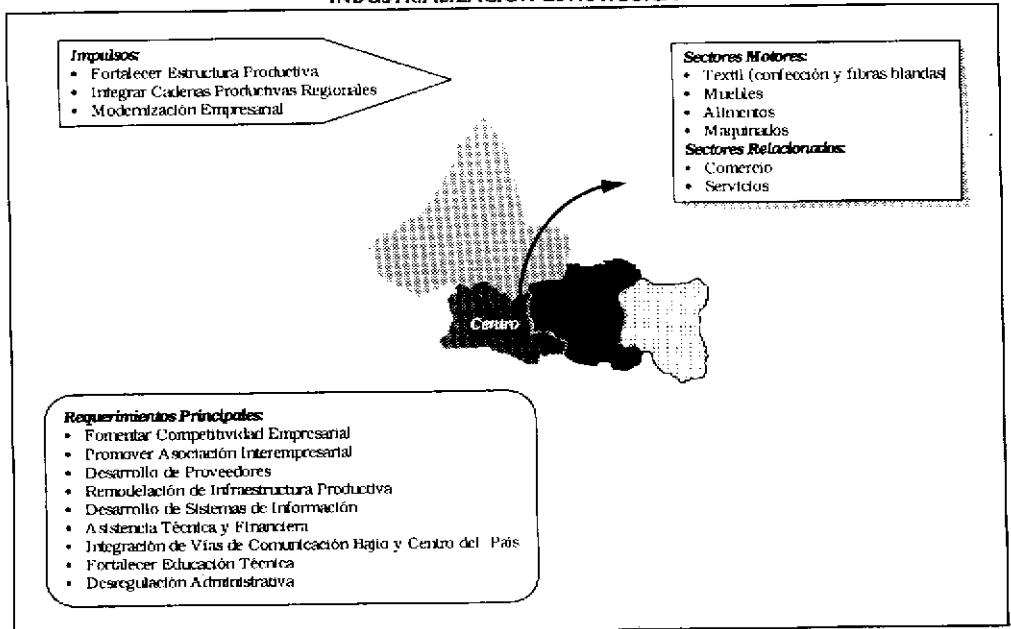 Impulsos:
• Fortalecer Estructura Productiva
• Integrar Cadenas Productivas Regionales
• Modernización Empresarial
Sectores Motores:
• Textil (confección y fibras blandas)
• Muebles
• Alimentos
• Maquinados
Sectores Relacionados:
• Comercio
• Servicios
Centro
Requerimientos Principales:
• Fomentar Competitividad Empresarial
• Promover Asociación Interempresarial
• Desarrollo de Proveedores
• Remodelación de Infraestructura Productiva
• Desarrollo de Sistemas de Información
• Asistencia Técnica y Financiera
• Integración de Vías de Comunicación Bajío y Centro del País
• Fortalecer Educación Técnica
• Desregulación Administrativa